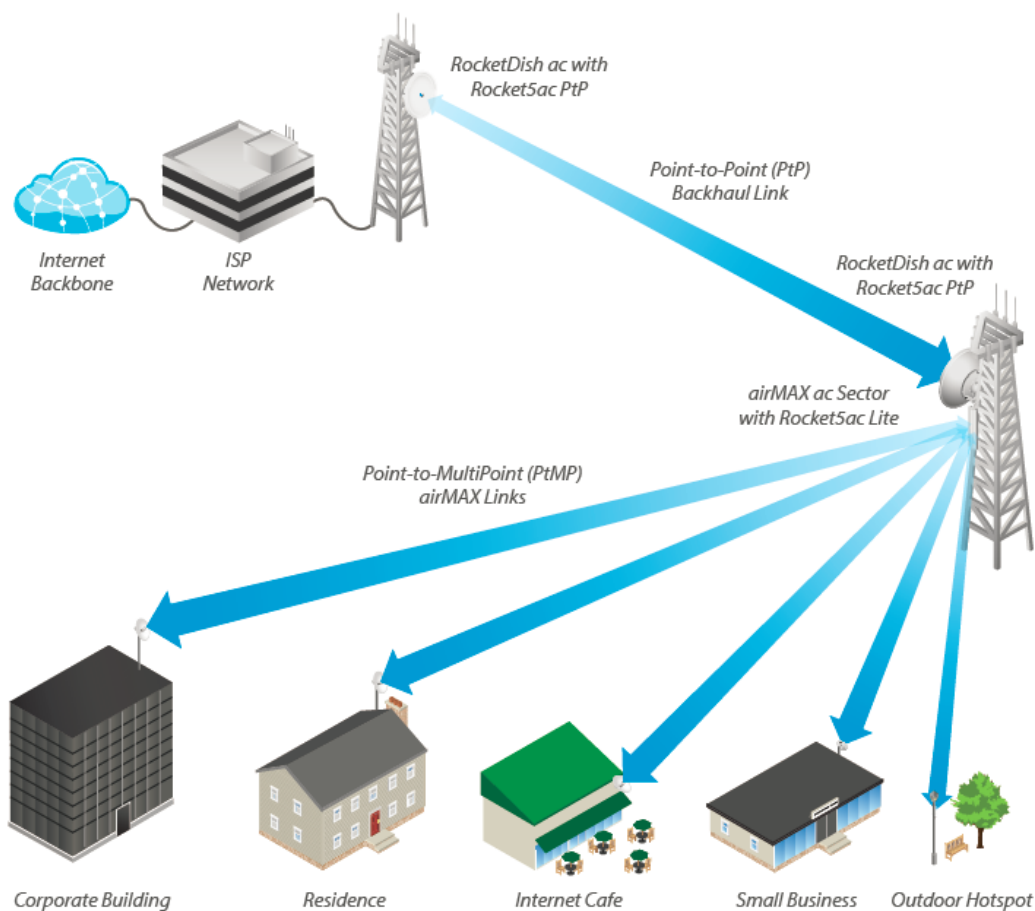 RocketDish ac with
Rocket5ac PtP
Point-to-Point (PtP)
Backhaul Link
Internet
Backbone
ISP
Network
RocketDish ac with
Rocket5ac PtP
airMAX ac Sector
with Rocket5ac Lite
Point-to-MultiPoint (PtMP)
airMAX Links
Corporate Building
Residence
Internet Cafe
Small Business
Outdoor Hotspot